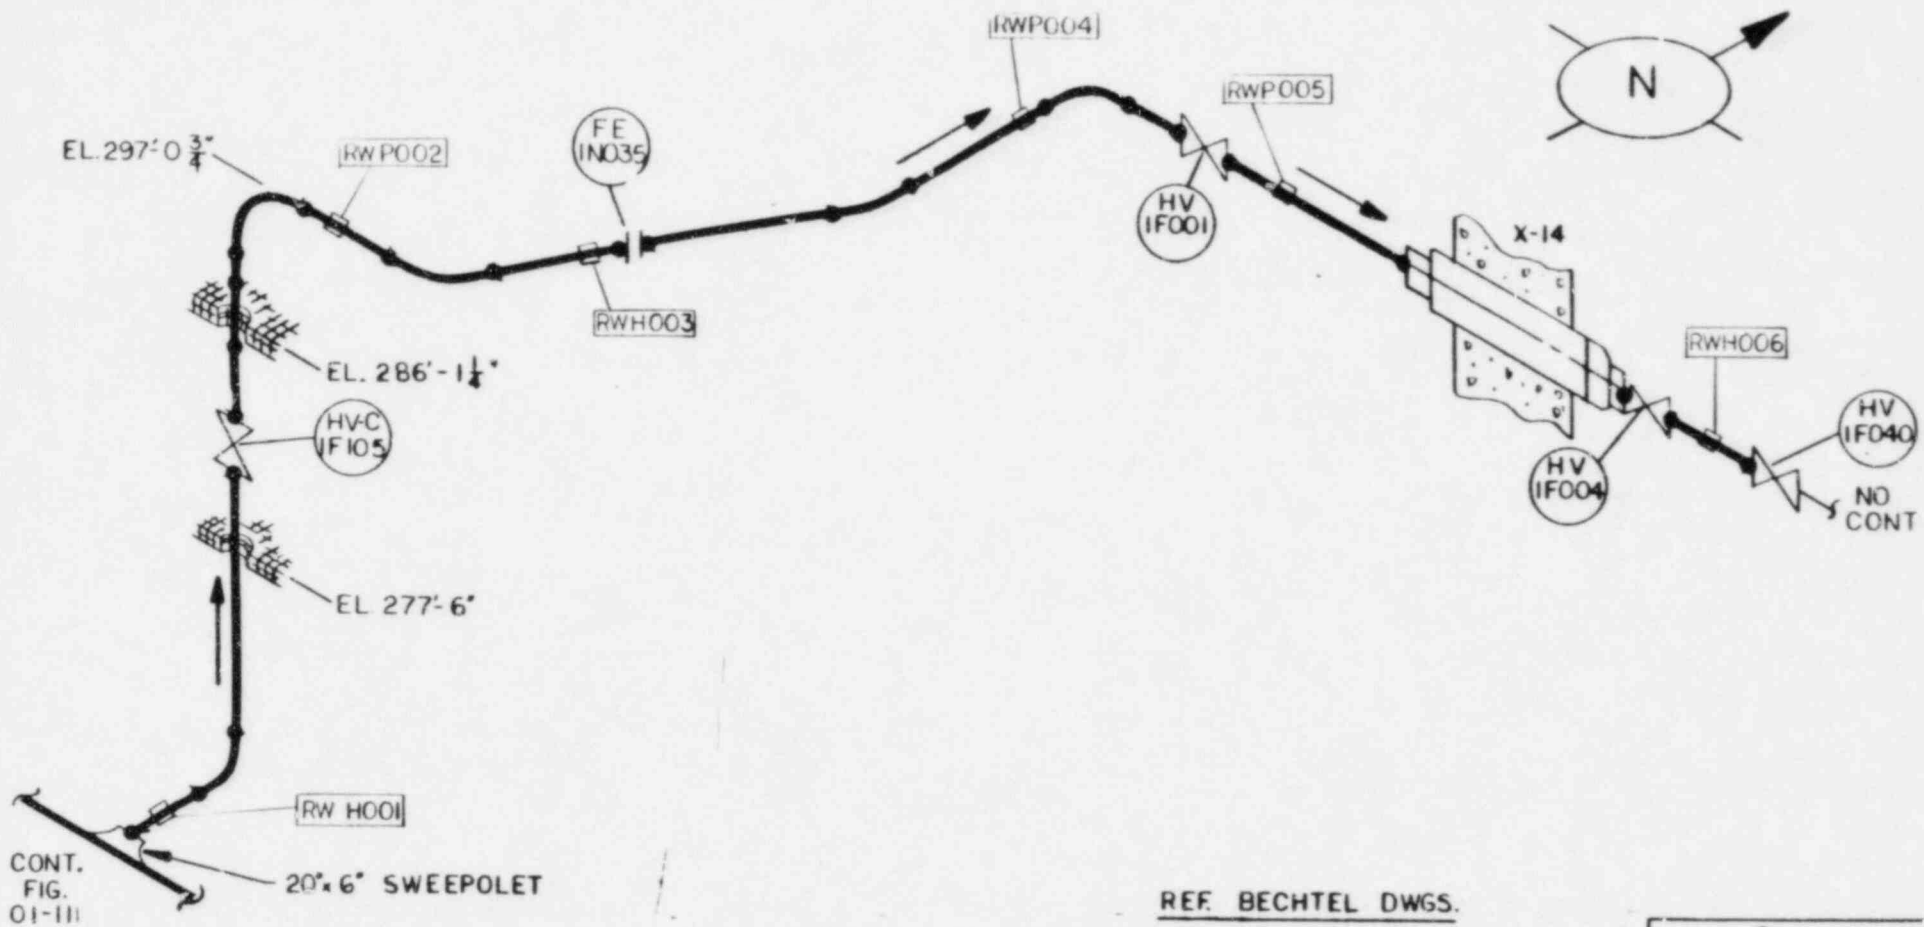 RWP004
N
RWP005
FE
1N035
EL.297'-0 3/4"
RWP002
HV
1F001
X-14
RWH003
RWH006
EL. 286'-1 1/4"
HV-C
1F105
HV
1F040
HV
1F004
NO
CONT
EL 277'-6"
RW H001
CONT.
FIG.
01-111
20"x 6" SWEEPOLET
REF. BECHTEL DWGS.